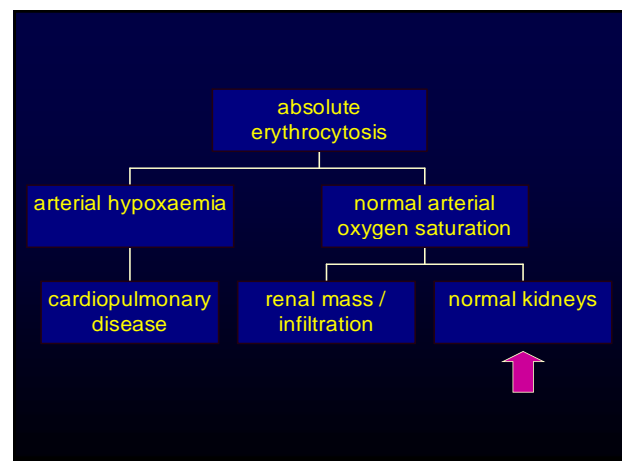 absolute
erythrocytosis
arterial hypoxaemia
normal arterial
oxygen saturation
cardiopulmonary
disease
renal mass /
infiltration
normal kidneys